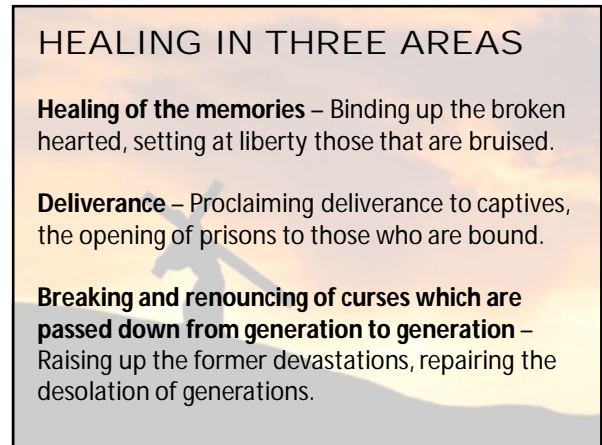 HEALING IN THREE AREAS
Healing of the memories – Binding up the broken
hearted, setting at liberty those that are bruised.
Deliverance – Proclaiming deliverance to captives,
the opening of prisons to those who are bound.
Breaking and renouncing of curses which are
passed down from generation to generation –
Raising up the former devastations, repairing the
desolation of generations.